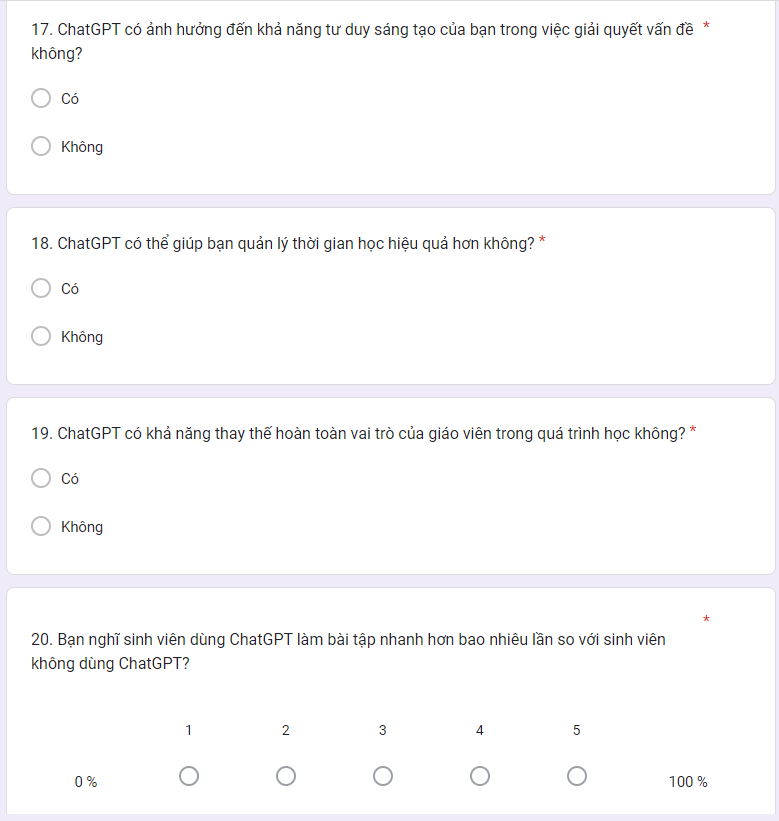 17. ChatGPT có ảnh hưởng đến khả năng tư duy sáng tạo của bạn trong việc giải quyết vấn đề *
không?
Có
Không
18. ChatGPT có thể giúp bạn quản lý thời gian học hiệu quả hơn không? *
Có
Không
19. ChatGPT có khả năng thay thế hoàn toàn vai trò của giáo viên trong quá trình học không? *
Có
Không
*
20. Bạn nghĩ sinh viên dùng ChatGPT làm bài tập nhanh hơn bao nhiêu lần so với sinh viên
không dùng ChatGPT?
1 2 3 4 5
0 % 100 %